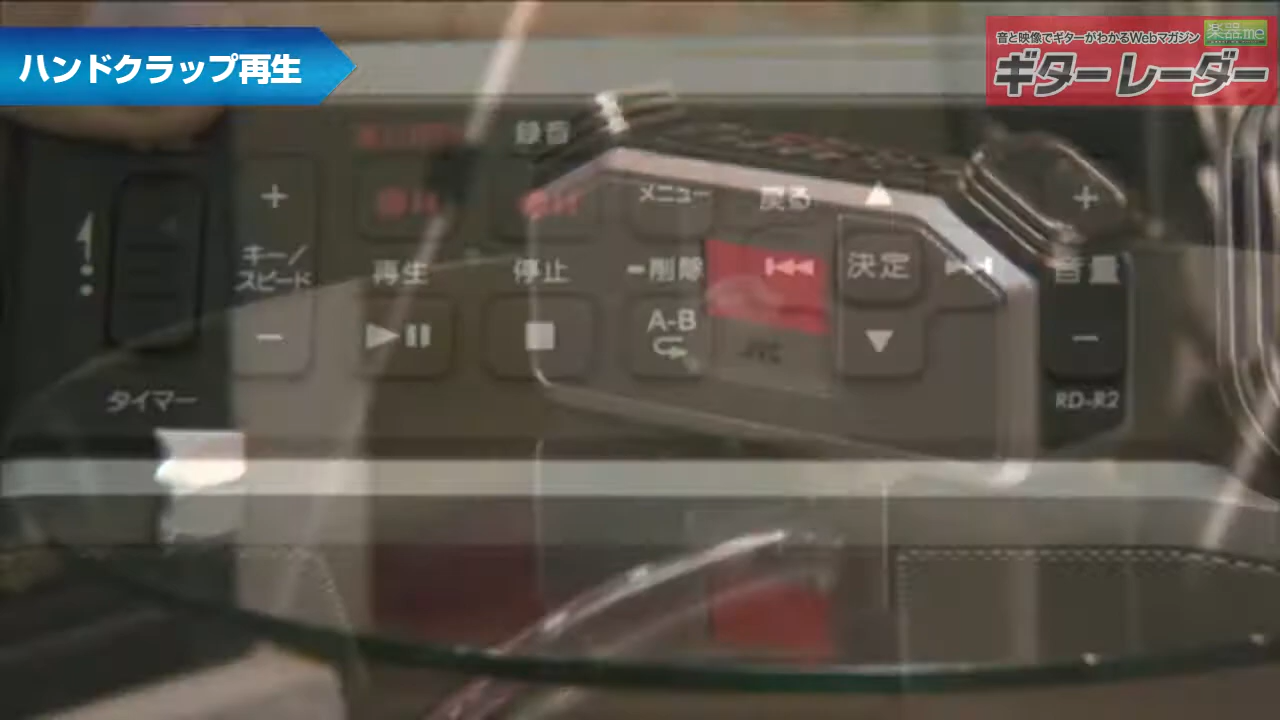 ハンドクラップ再生
音と映像でギターがわかるWebマガジン
楽器me
ギターレーダー
録音
+
メニュー
戻る
▲
+
キー/
スピード
再生
停止
ー削除
決定
音量
−
A-B
▼
−
タイマー
JVC
RD-R2